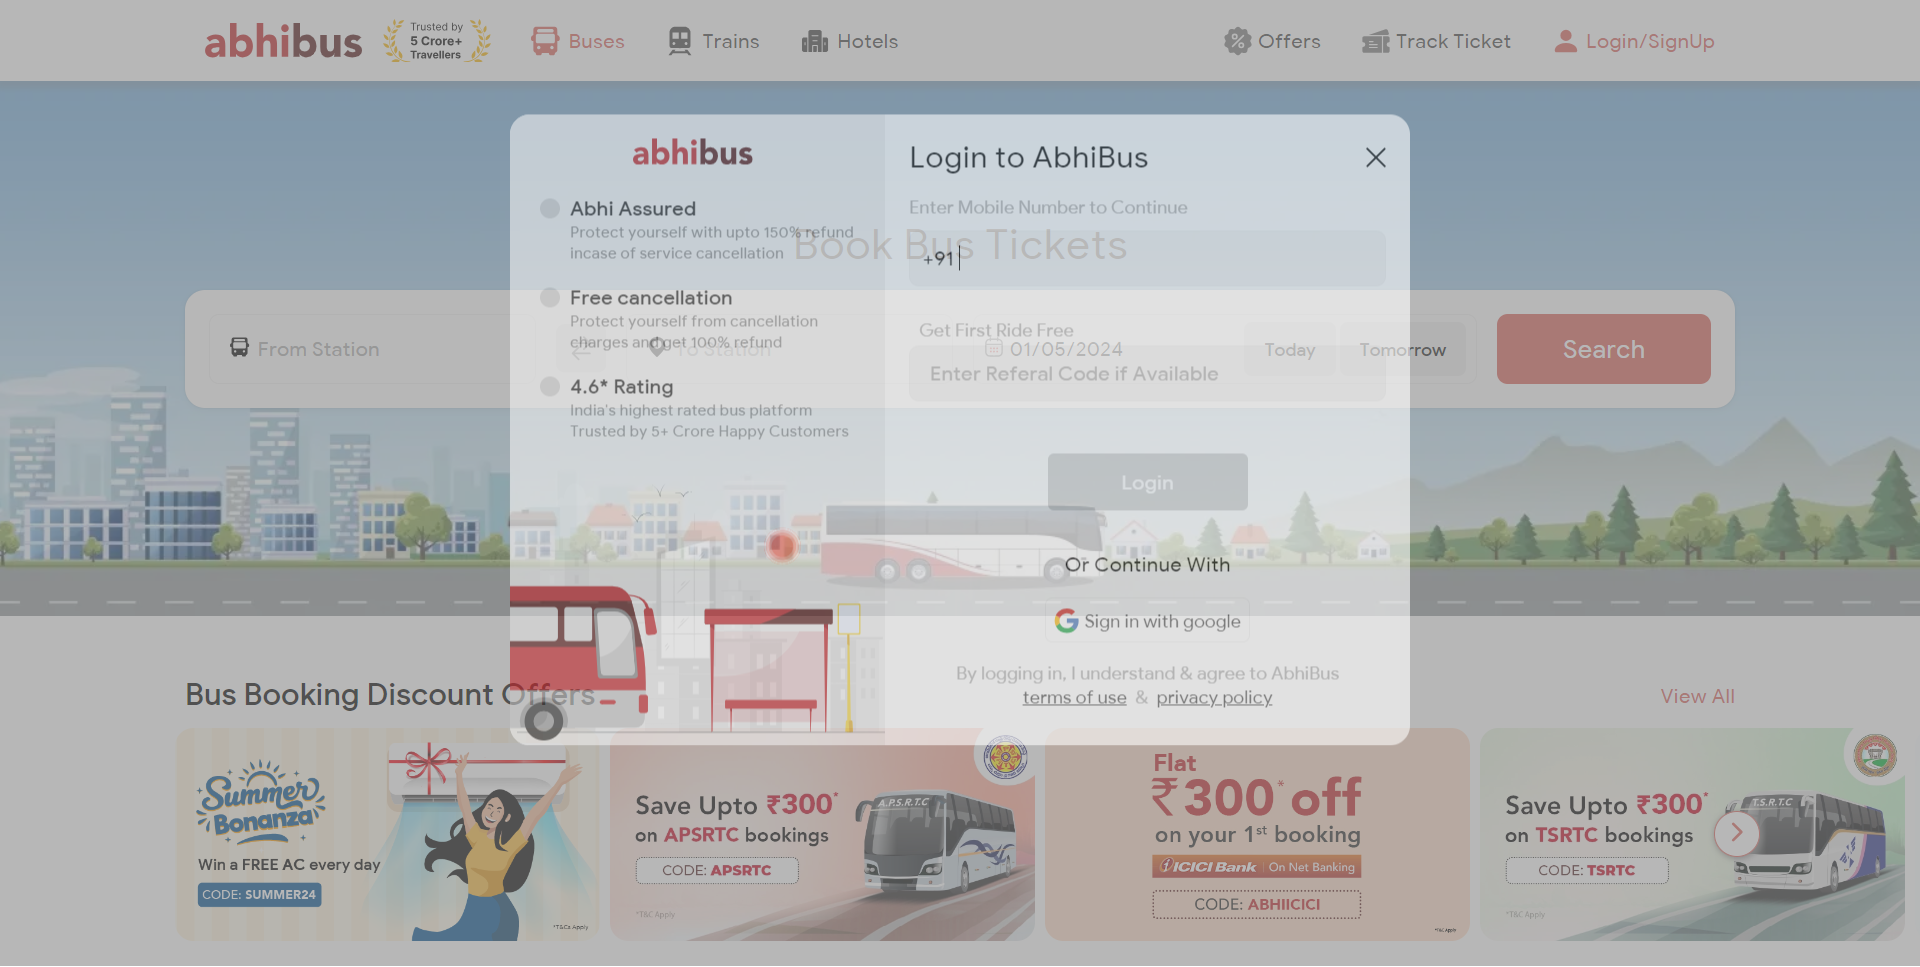 abhibus
Trusted by
5 Crore+
Travellers
Buses
Trains
Hotels
Offers
Track Ticket
Login/SignUp
abhibus
Abhi Assured
Protect yourself with upto 150% refund
incase of service cancellation
Free cancellation
Protect yourself from cancellation
charges and get 100% refund
4.6* Rating
India's highest rated bus platform
Trusted by 5+ Crore Happy Customers
Login to AbhiBus
Enter Mobile Number to Continue
+91
Get First Ride Free
Enter Referal Code if Available
Login
Or Continue With
Sign in with google
By logging in, I understand & agree to AbhiBus
terms of use & privacy policy
Book Bus Tickets
From Station
To Station
01/05/2024
Today
Tomorrow
Search
Bus Booking Discount Offers
View All
Summer
Bonanza
Win a FREE AC every day
CODE: SUMMER24
*T&Cs Apply
Save Upto ₹300*
on APSRTC bookings
CODE: APSRTC
*T&C Apply
A.P.S.R.T.C
Flat
₹300* off
on your 1st booking
ICICI Bank On Net Banking
CODE: ABHIICICI
*T&C Apply
Save Upto ₹300*
on TSRTC bookings
CODE: TSRTC
*T&C Apply
T.S.R.T.C